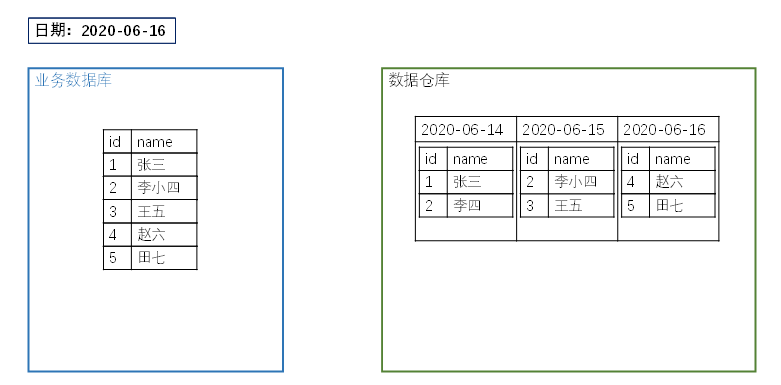 日期：2020-06-16
业务数据库
id name
1 张三
2 李小四
3 王五
4 赵六
5 田七
数据仓库
2020-06-14 2020-06-15 2020-06-16
id name id name id name
1 张三 2 李小四 4 赵六
2 李四 3 王五 5 田七